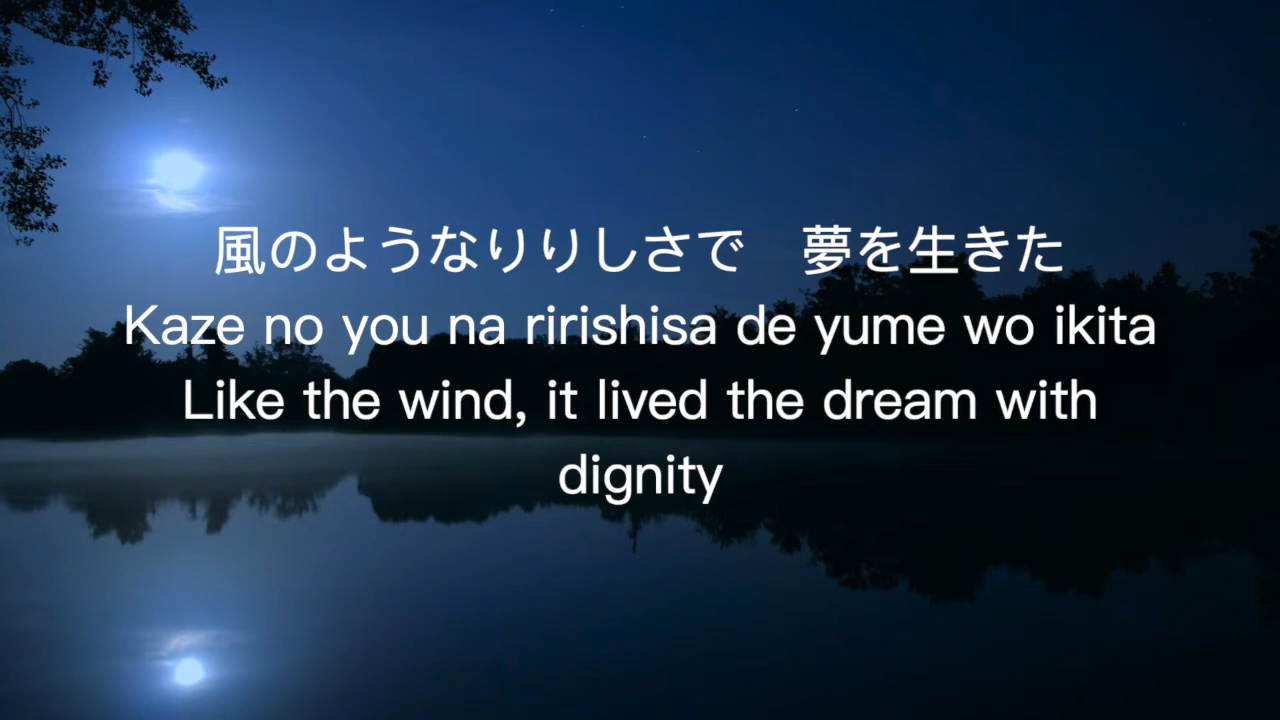 風のようなりりしさで　夢を生きた
Kaze no you na ririshisa de yume wo ikita
Like the wind, it lived the dream with
dignity